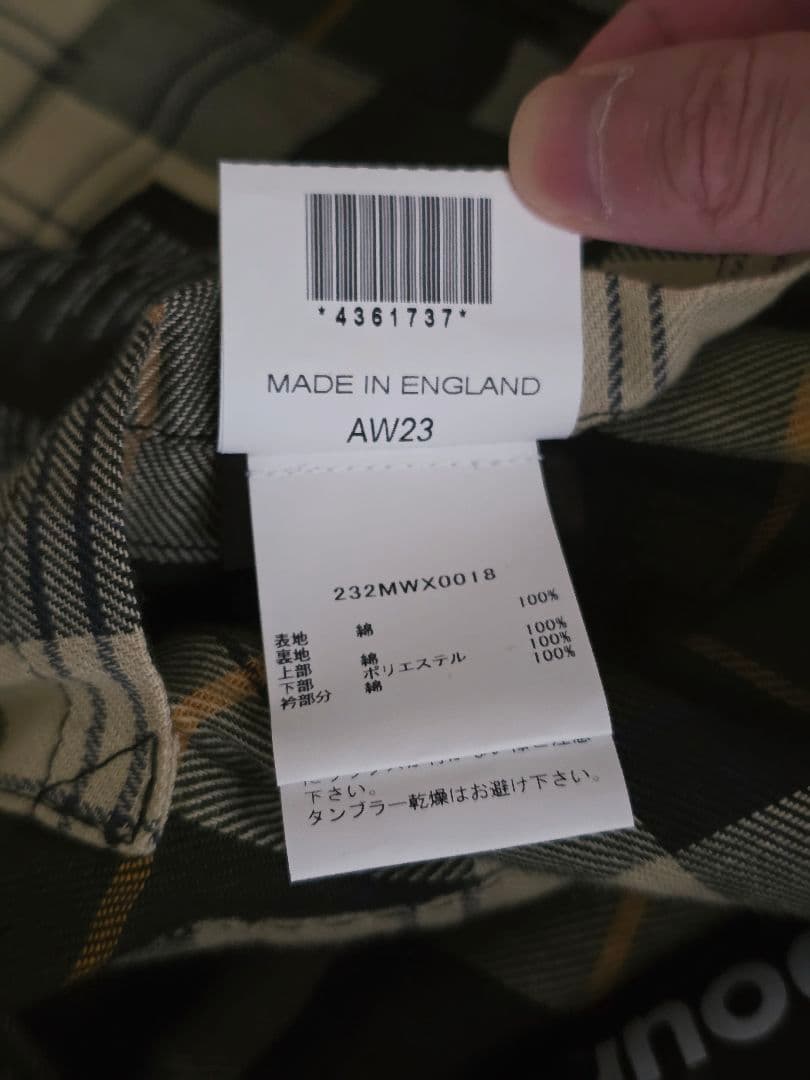 *4361737*
MADE IN ENGLAND
AW23
232MWX0018
表地 綿 100%
裏地
上部 綿 100%
下部 ポリエステル 100%
衿部分 綿 100%
下さい。
タンブラー乾燥はお避け下さい。